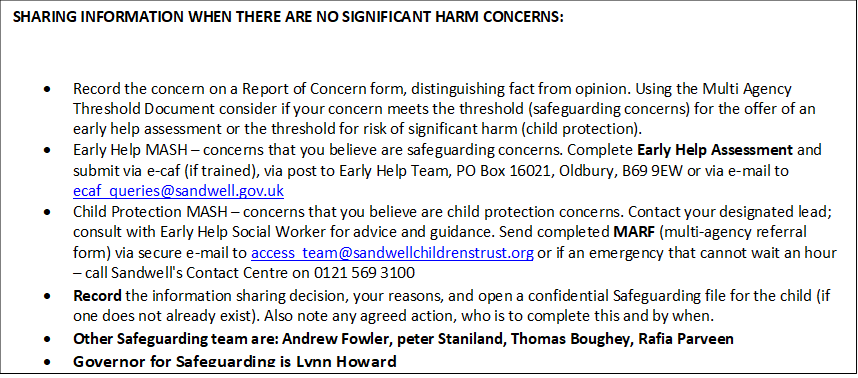 SHARING INFORMATION WHEN THERE ARE NO SIGNIFICANT HARM CONCERNS:
• Record the concern on a Report of Concern form, distinguishing fact from opinion. Using the Multi Agency
Threshold Document consider if your concern meets the threshold (safeguarding concerns) for the offer of an
early help assessment or the threshold for risk of significant harm (child protection).
• Early Help MASH – concerns that you believe are safeguarding concerns. Complete Early Help Assessment and
submit via e-caf (if trained), via post to Early Help Team, PO Box 16021, Oldbury, B69 9EW or via e-mail to
ecaf_queries@sandwell.gov.uk
• Child Protection MASH – concerns that you believe are child protection concerns. Contact your designated lead;
consult with Early Help Social Worker for advice and guidance. Send completed MARF (multi-agency referral
form) via secure e-mail to access_team@sandwellchildrenstrust.org or if an emergency that cannot wait an hour
– call Sandwell's Contact Centre on 0121 569 3100
• Record the information sharing decision, your reasons, and open a confidential Safeguarding file for the child (if
one does not already exist). Also note any agreed action, who is to complete this and by when.
• Other Safeguarding team are: Andrew Fowler, peter Staniland, Thomas Boughey, Rafia Parveen
• Governor for Safeguarding is Lynn Howard